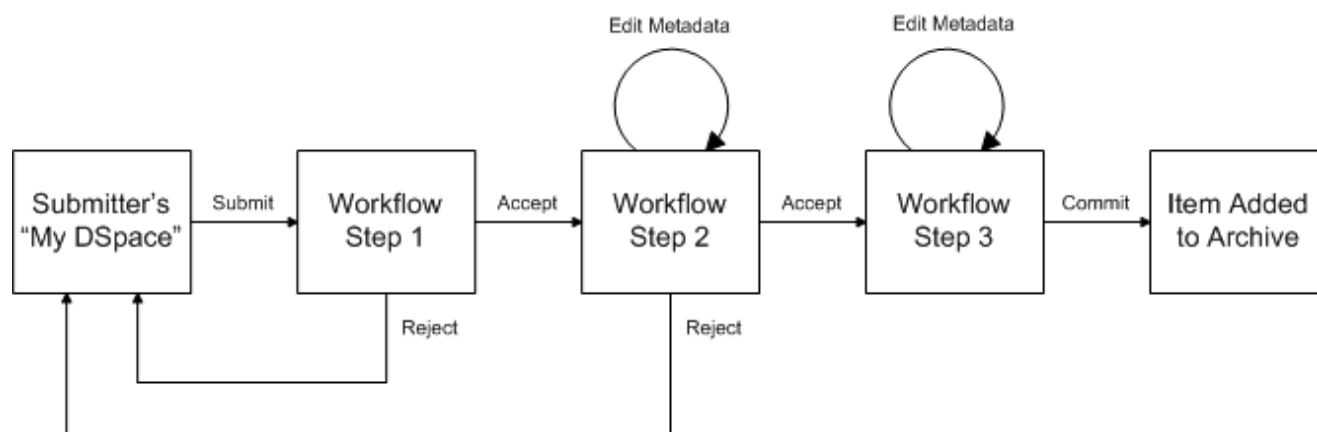 Edit Metadata
Edit Metadata
Submitter’s
“My DSpace”
Submit
Workflow
Step 1
Accept
Workflow
Step 2
Accept
Workflow
Step 3
Commit
Item Added
to Archive
Reject
Reject